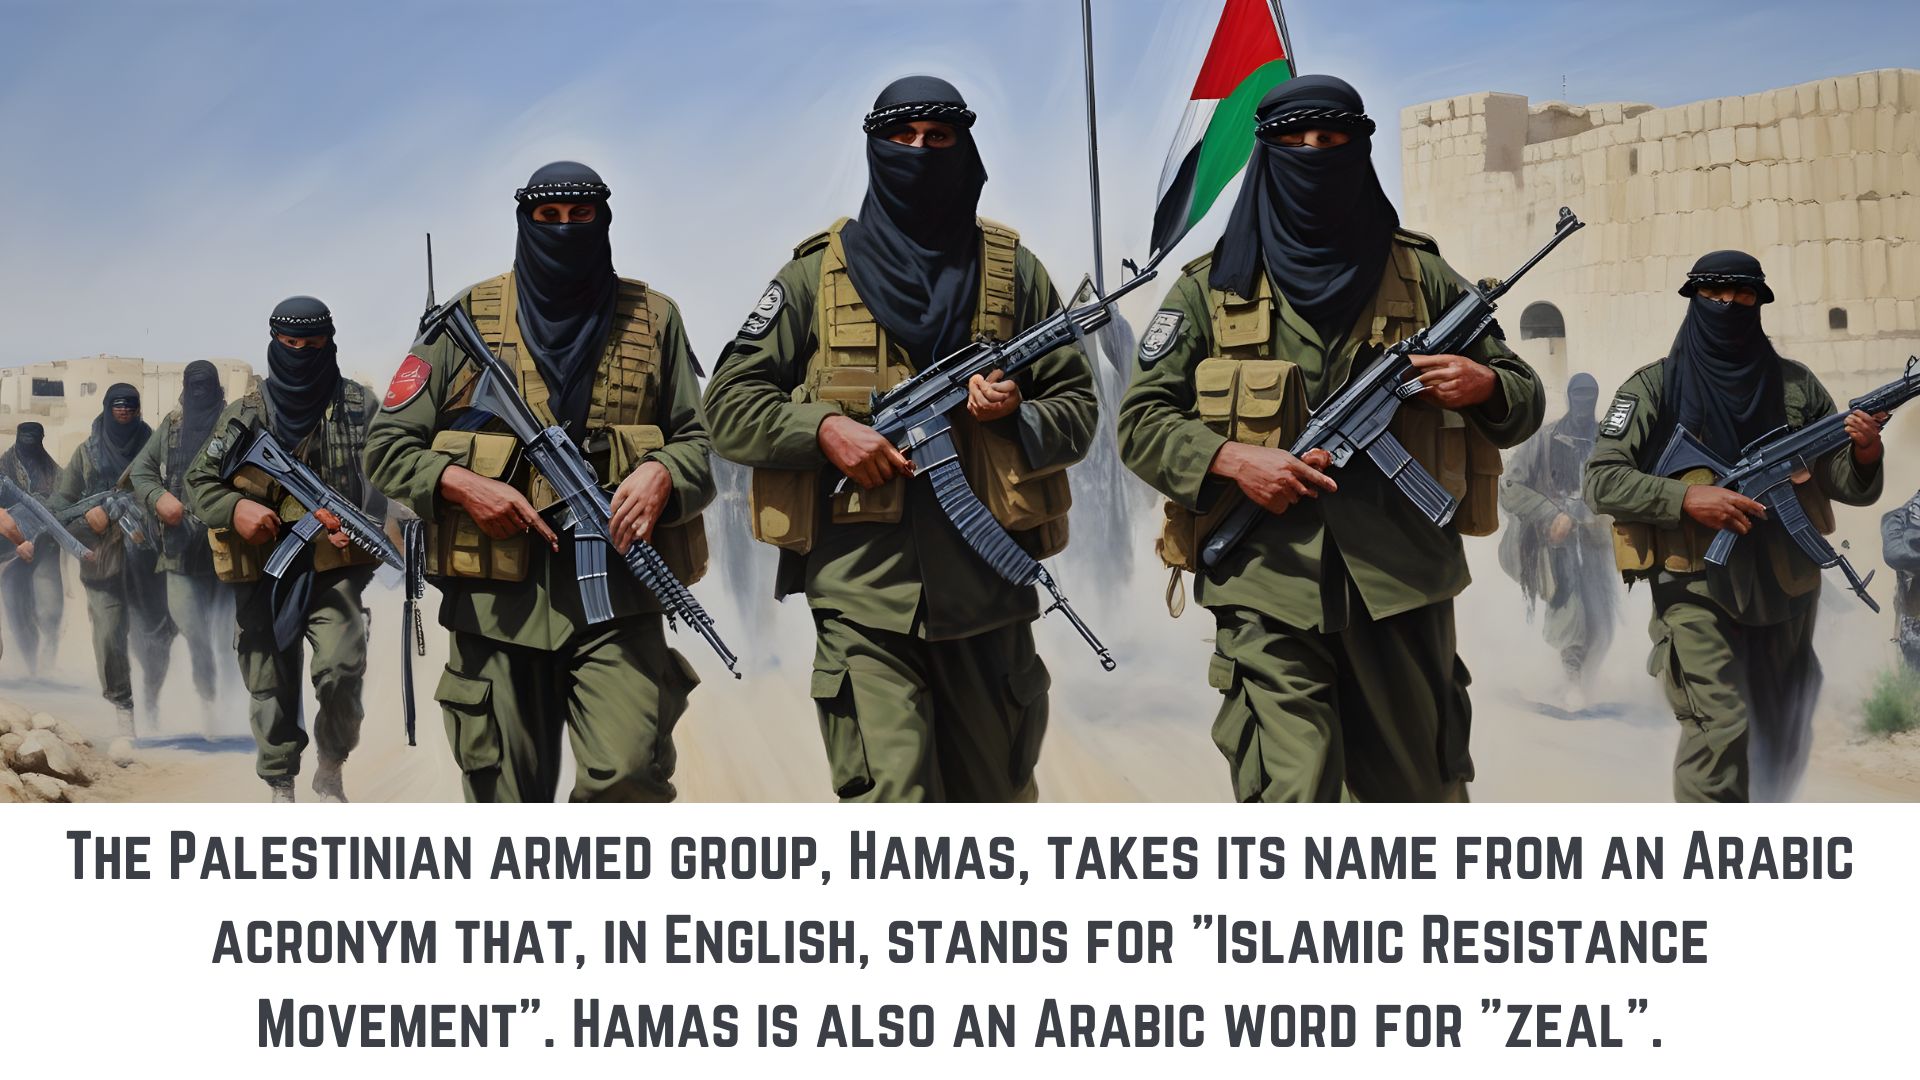 The Palestinian armed group, Hamas, takes its name from an Arabic
acronym that, in English, stands for "Islamic Resistance
Movement". Hamas is also an Arabic word for "zeal".